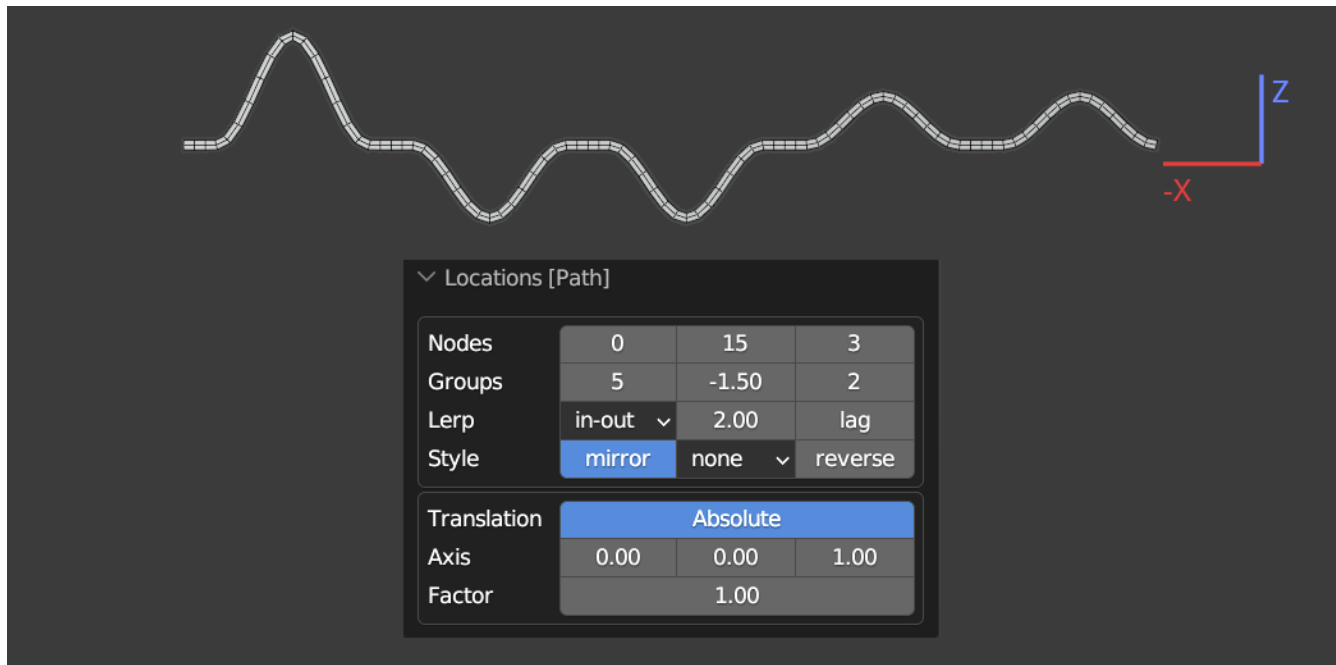 Z
-X
Locations [Path]
Nodes 0 15 3
Groups 5 -1.50 2
Lerp in-out 2.00 lag
Style mirror none reverse
Translation Absolute
Axis 0.00 0.00 1.00
Factor 1.00